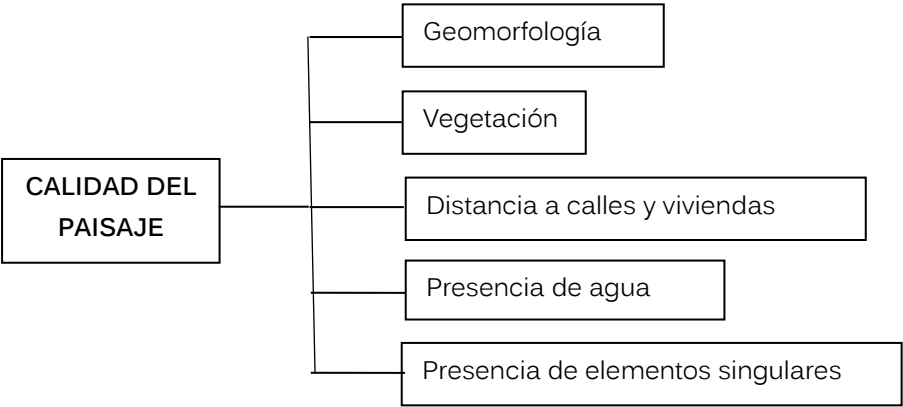 Geomorfología
Vegetación
CALIDAD DEL
PAISAJE
Distancia a calles y viviendas
Presencia de agua
Presencia de elementos singulares